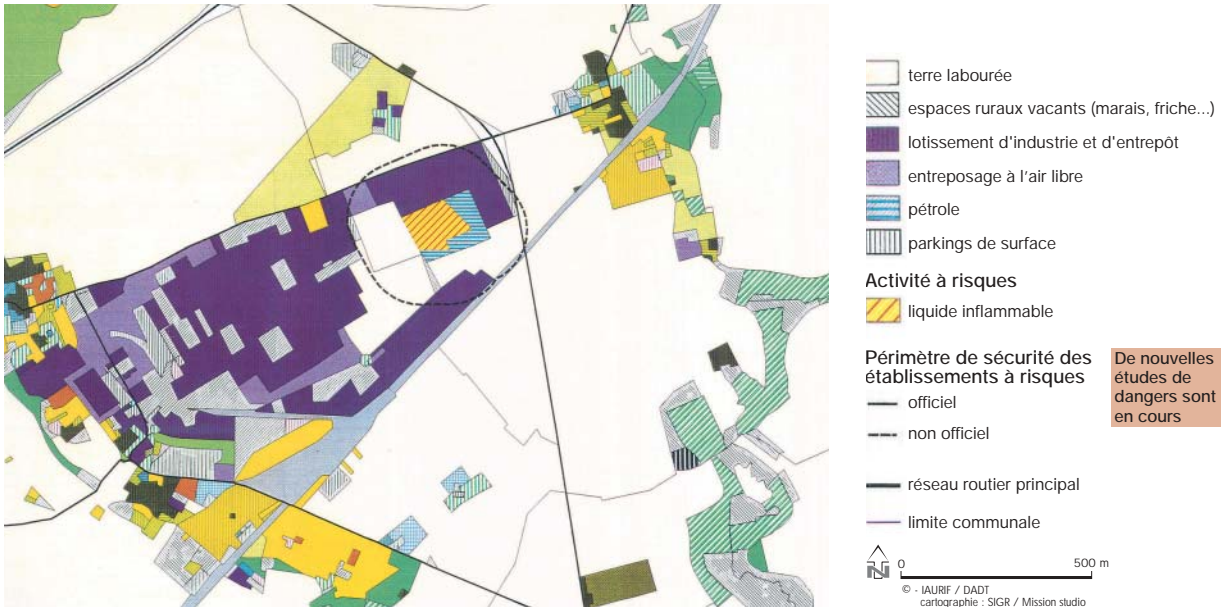 terre labourée
espaces ruraux vacants (marais, friche...)
lotissement d'industrie et d'entrepôt
entreposage à l'air libre
pétrole
parkings de surface
Activité à risques
liquide inflammable
Périmètre de sécurité des
établissements à risques
officiel
non officiel
De nouvelles
études de
dangers sont
en cours
réseau routier principal
limite communale
N
0 500 m
© - IAURIF / DADT
cartographie : SIGR / Mission studio